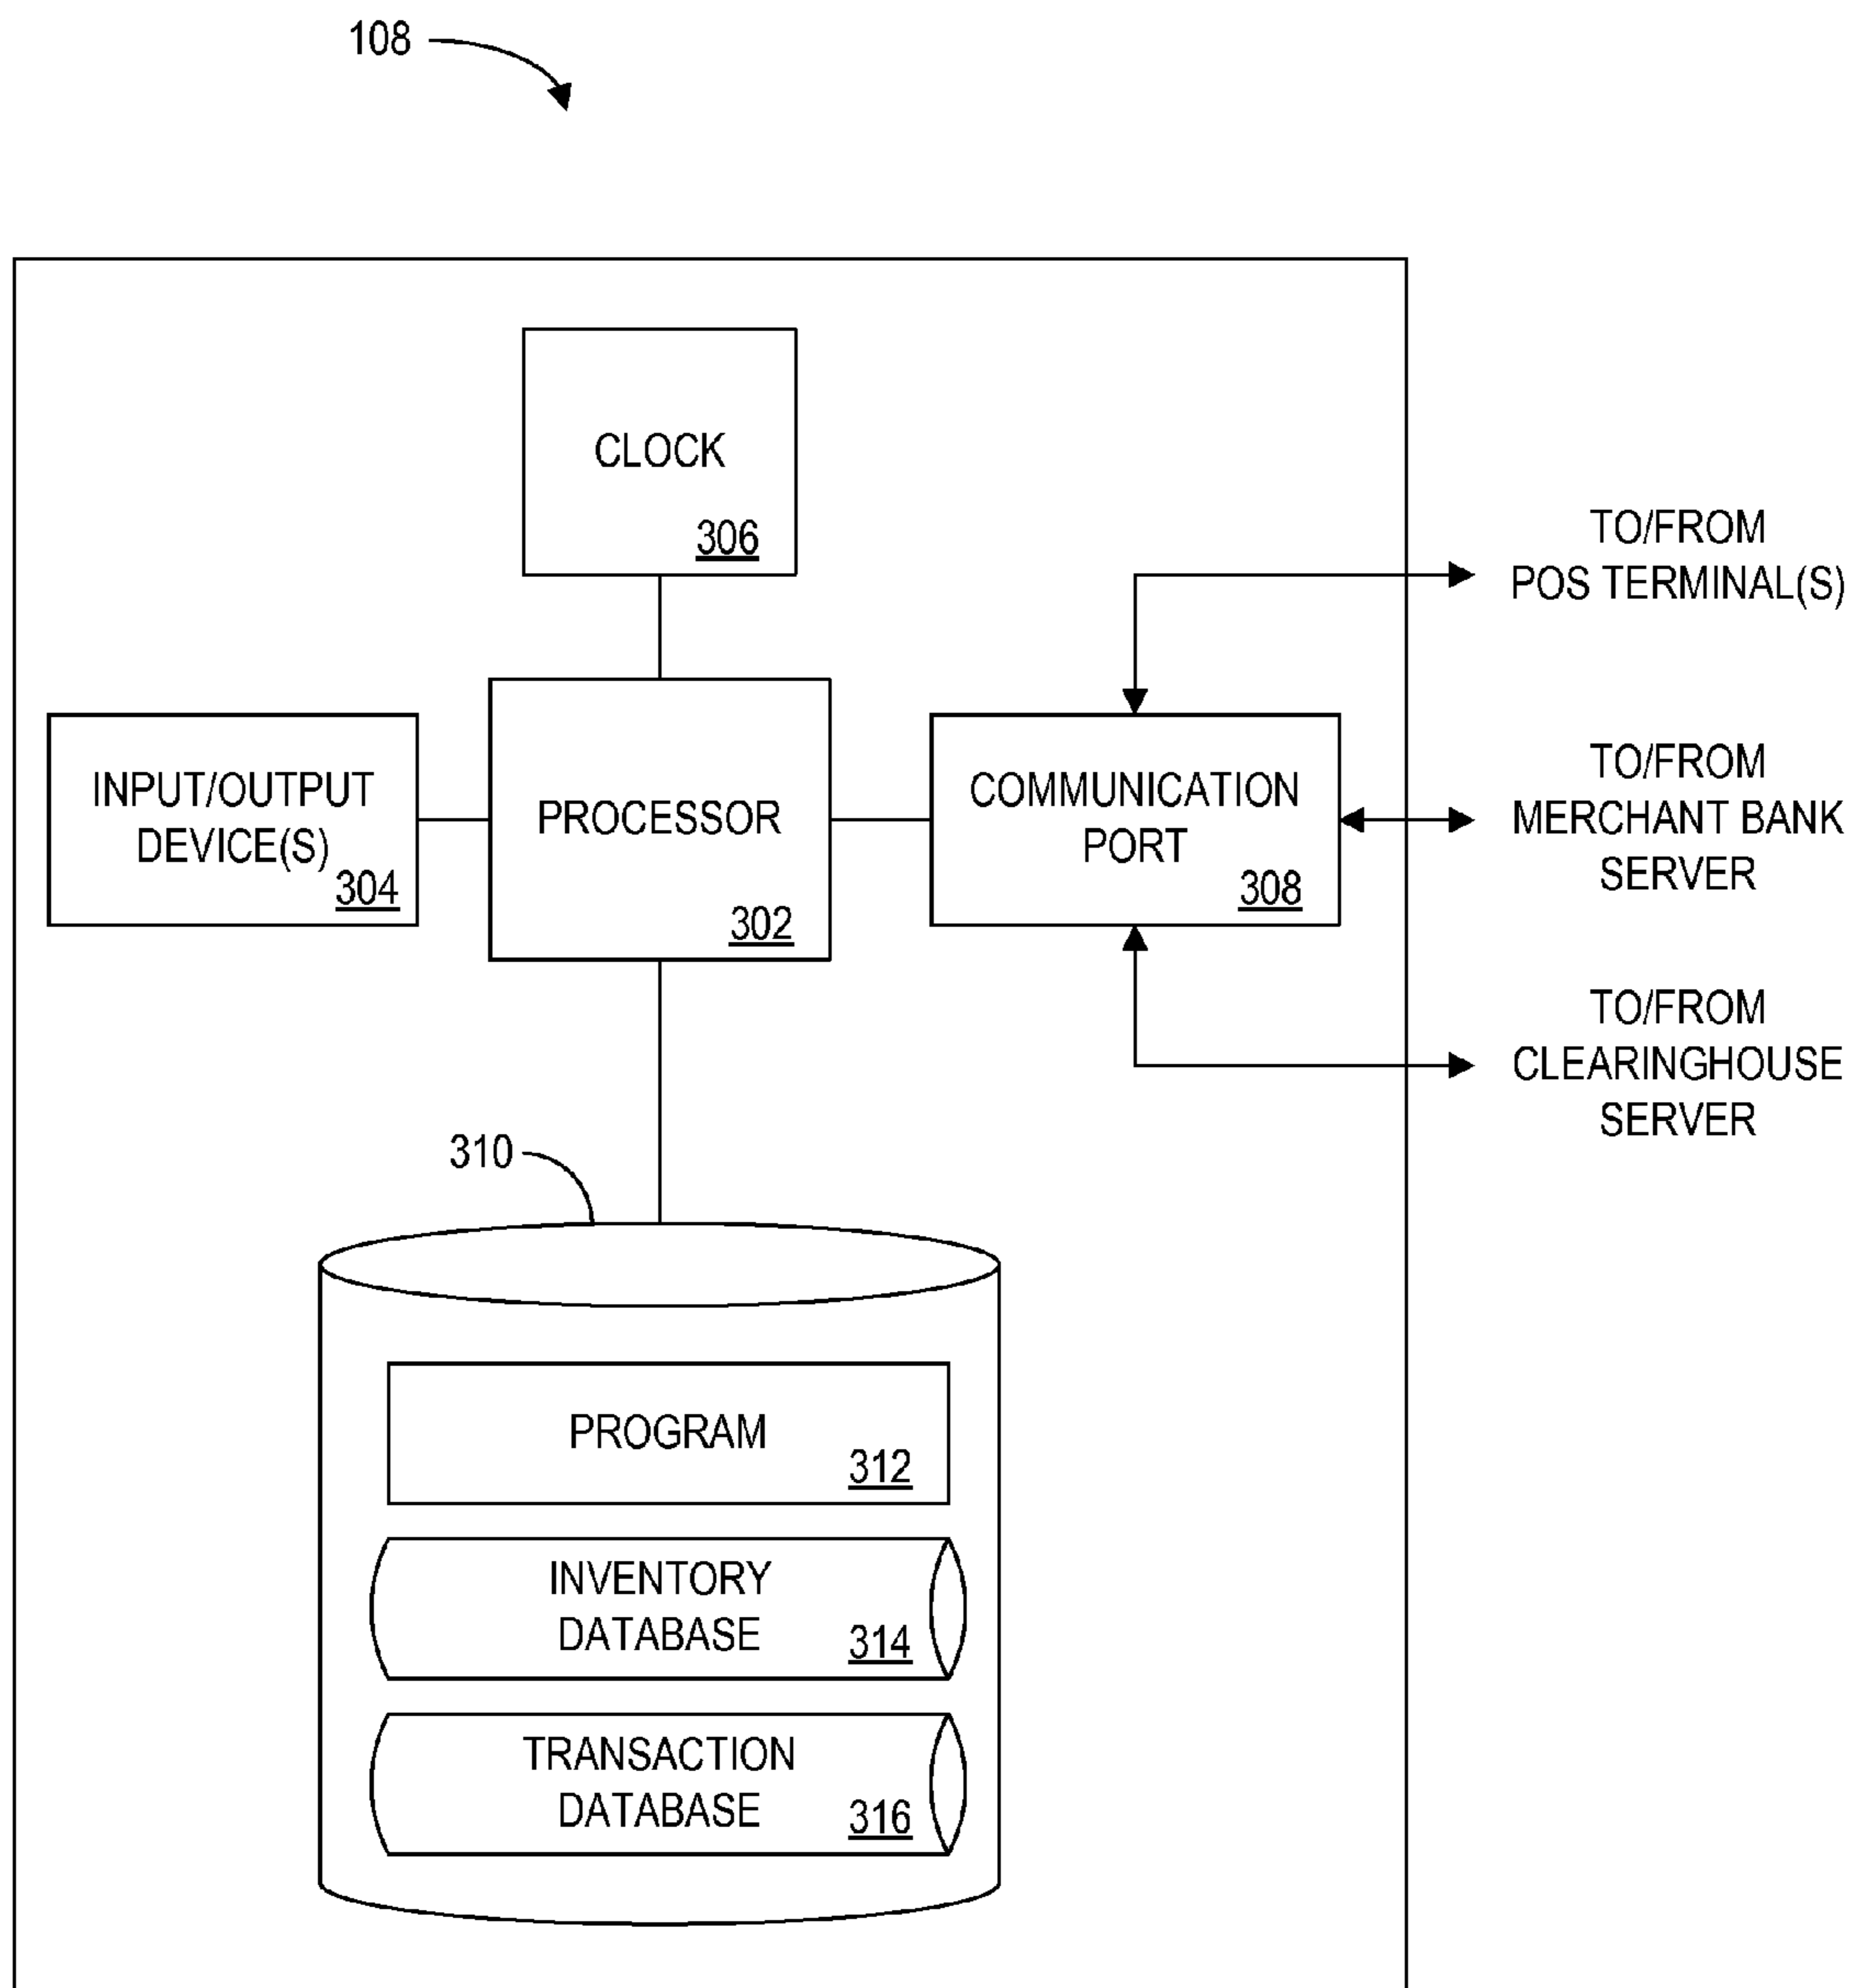 108
CLOCK
306
TO/FROM
POS TERMINAL(S)
INPUT/OUTPUT
DEVICE(S)
304
PROCESSOR
302
COMMUNICATION
PORT
308
TO/FROM
MERCHANT BANK
SERVER
TO/FROM
CLEARINGHOUSE
SERVER
310
PROGRAM
312
INVENTORY
DATABASE
314
TRANSACTION
DATABASE
316